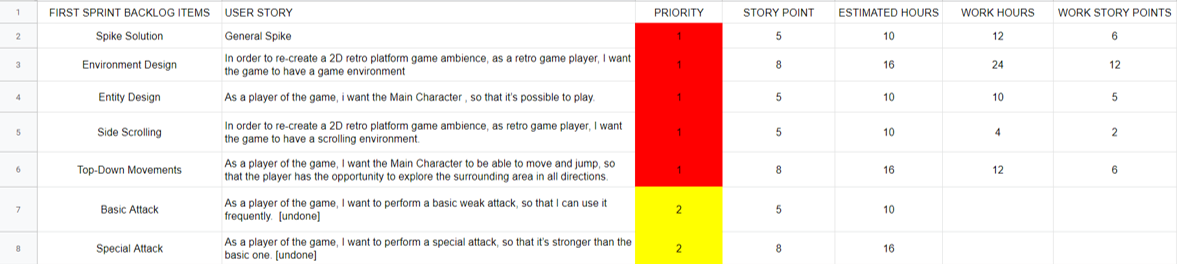 1 FIRST SPRINT BACKLOG ITEMS USER STORY PRIORITY STORY POINT ESTIMATED HOURS WORK HOURS WORK STORY POINTS
2 Spike Solution General Spike 1 5 10 12 6
3 Environment Design In order to re-create a 2D retro platform game ambience, as a retro game player, I want 1 8 16 24 12
the game to have a game environment
4 Entity Design As a player of the game, i want the Main Character , so that it's possible to play. 1 5 10 10 5
5 Side Scrolling In order to re-create a 2D retro platform game ambience, as retro game player, I want 1 5 10 4 2
the game to have a scrolling environment.
6 Top-Down Movements As a player of the game, I want the Main Character to be able to move and jump, so 1 8 16 12 6
that the player has the opportunity to explore the surrounding area in all directions.
7 Basic Attack As a player of the game, I want to perform a basic weak attack, so that I can use it 2 5 10
frequently. [undone]
8 Special Attack As a player of the game, I want to perform a special attack, so that it's stronger than the 2 8 16
basic one. [undone]